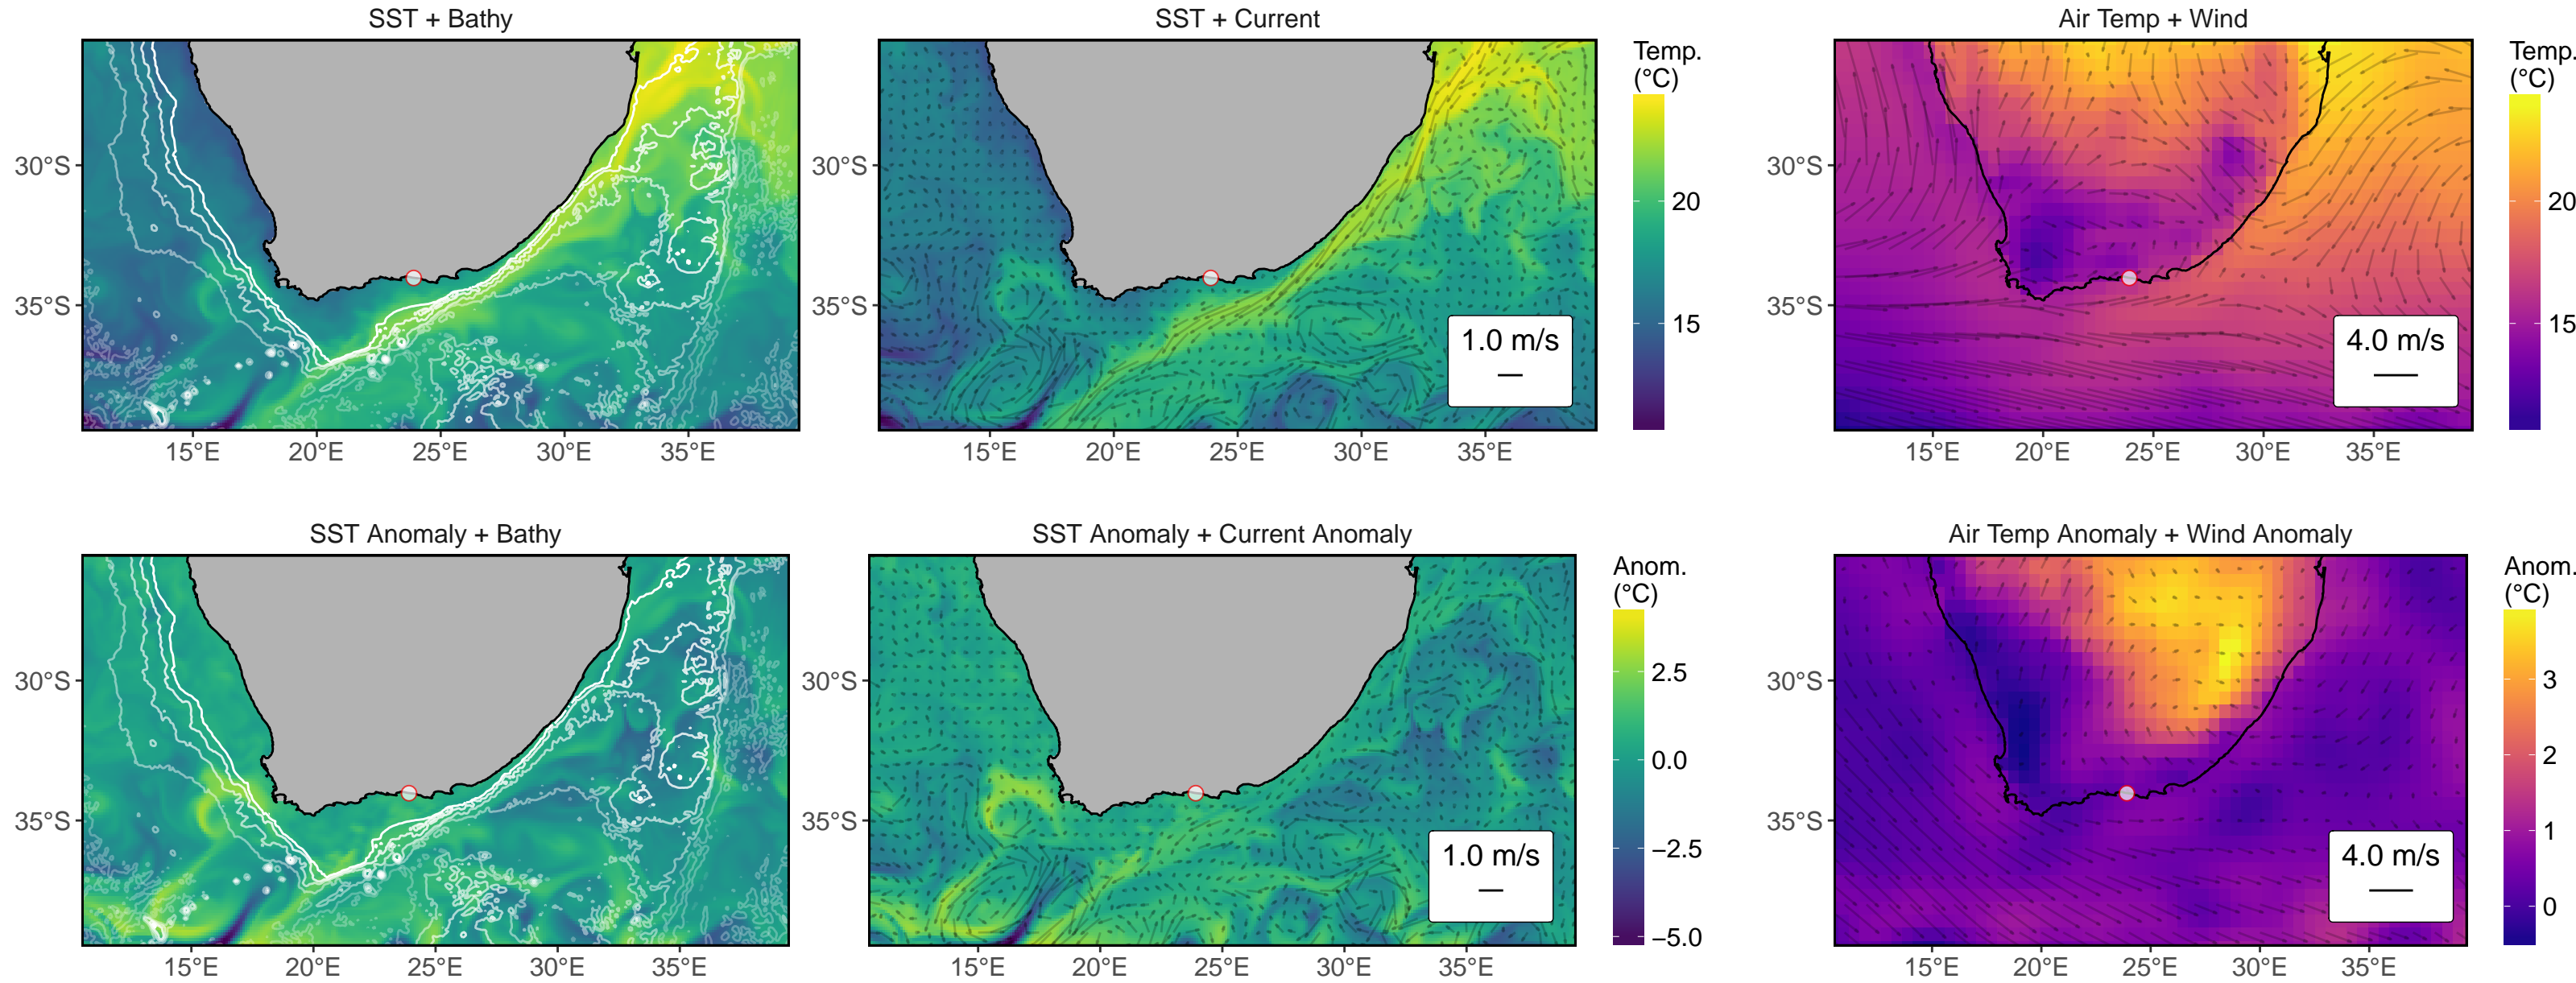 SST + Bathy
SST + Current
Air Temp + Wind
30°S
35°S
15°E 20°E 25°E 30°E 35°E
30°S
35°S
15°E 20°E 25°E 30°E 35°E
1.0 m/s
Temp.
(°C)
20
15
30°S
35°S
15°E 20°E 25°E 30°E 35°E
4.0 m/s
Temp.
(°C)
20
15
SST Anomaly + Bathy
SST Anomaly + Current Anomaly
Air Temp Anomaly + Wind Anomaly
30°S
35°S
15°E 20°E 25°E 30°E 35°E
30°S
35°S
15°E 20°E 25°E 30°E 35°E
1.0 m/s
Anom.
(°C)
2.5
0.0
−2.5
−5.0
30°S
35°S
15°E 20°E 25°E 30°E 35°E
4.0 m/s
Anom.
(°C)
3
2
1
0